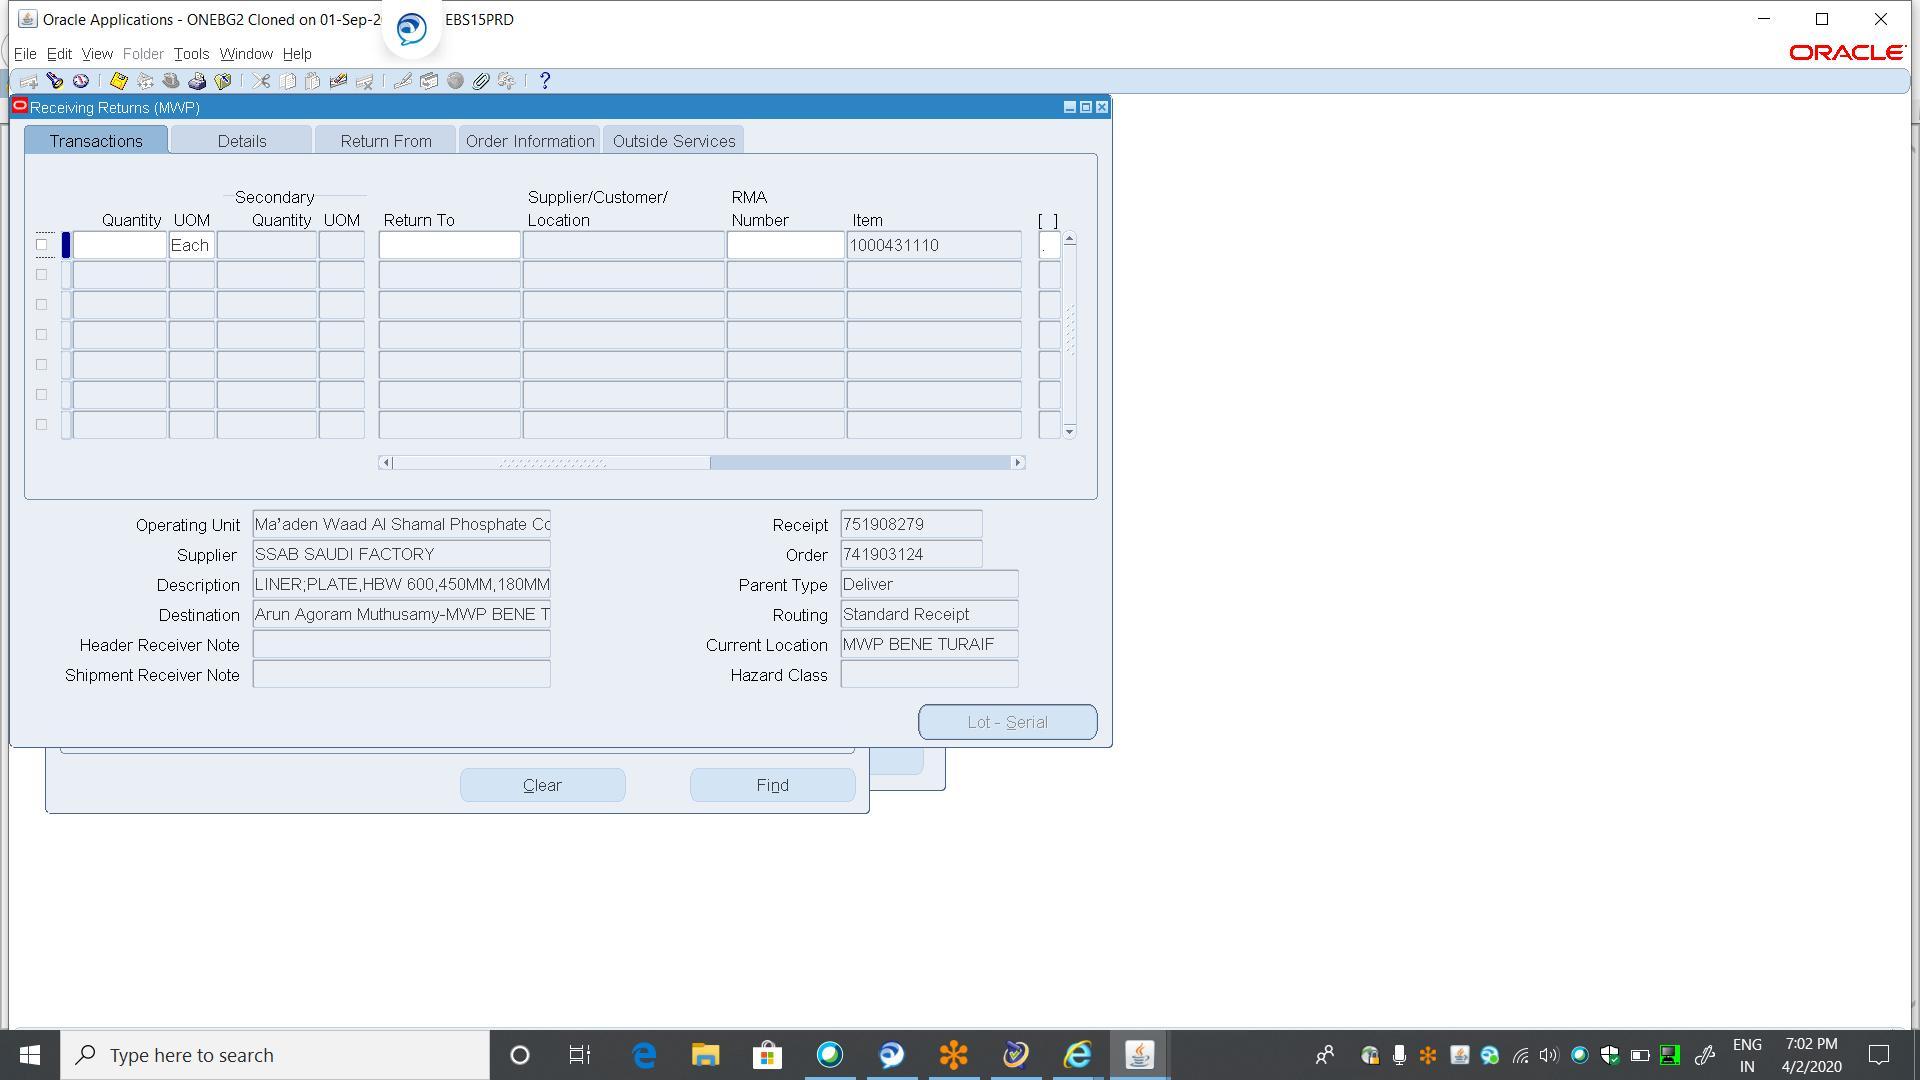 Oracle Applications - ONEBG2 Cloned on 01-Sep-2
EBS15PRD
File Edit View Folder Tools Window Help
ORACLE
Receiving Returns (MWP)
Transactions Details Return From Order Information Outside Services
Secondary Supplier/Customer/ RMA
Quantity UOM Quantity UOM Return To Location Number Item [ ]
Each 1000431110 .
Operating Unit Ma'aden Waad Al Shamal Phosphate Co Receipt 751908279
Supplier SSAB SAUDI FACTORY Order 741903124
Description LINER;PLATE,HBW 600,450MM,180MM Parent Type Deliver
Destination Arun Agoram Muthusamy-MWP BENE T Routing Standard Receipt
Header Receiver Note Current Location MWP BENE TURAIF
Shipment Receiver Note Hazard Class
Lot - Serial
Clear Find
Type here to search
ENG 7:02 PM
IN 4/2/2020